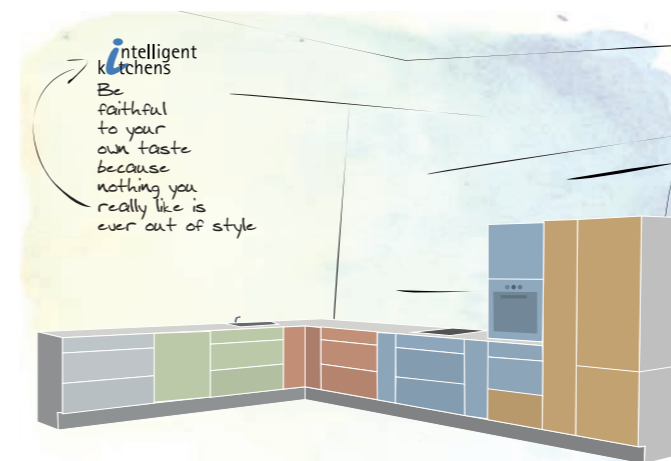 intelligent
kitchens
Be
faithful
to your
own taste
because
nothing you
really like is
ever out of style